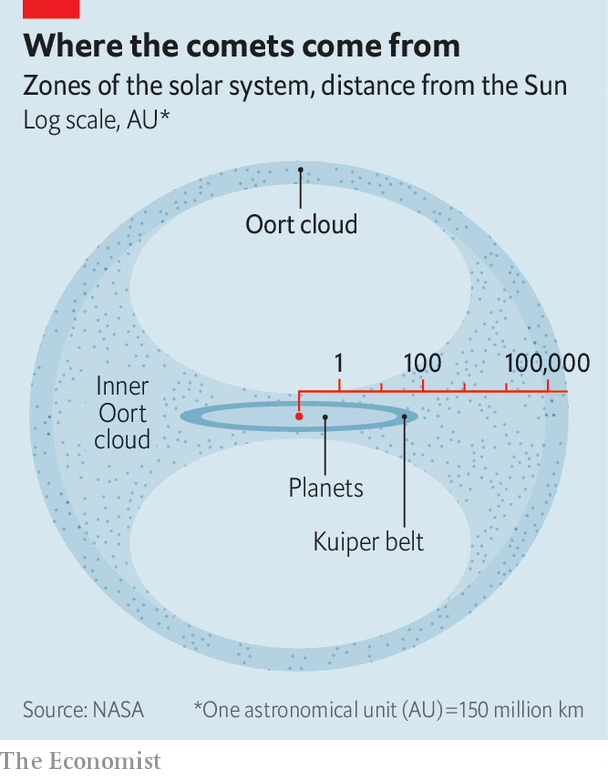 Where the comets come from
Zones of the solar system, distance from the Sun
Log scale, AU*
Oort cloud
1 100 100,000
Inner
Oort
cloud
Planets
Kuiper belt
Source: NASA *One astronomical unit (AU)=150 million km
The Economist